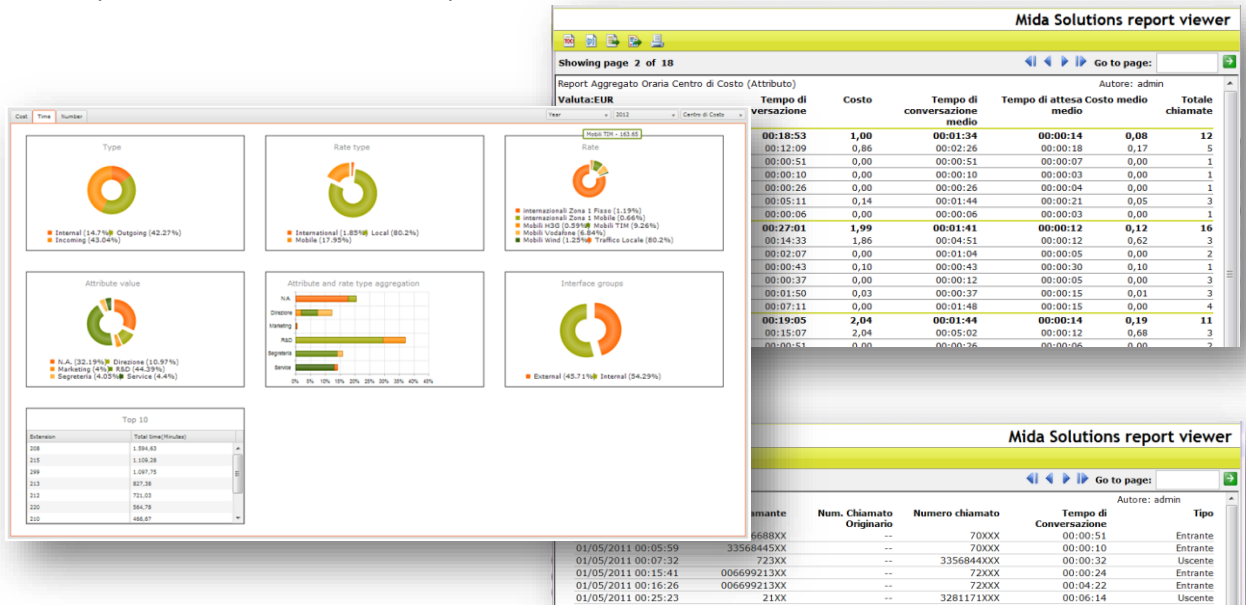 Mida Solutions report viewer
Showing page 2 of 18
Go to page:
Report Aggregato Oraria Centro di Costo (Attributo)
Autore: admin
Valuta:EUR
Tempo di Costo Tempo di Tempo di attesa Costo medio Totale
versazione conversazione medio chiamate
medio
00:18:53 1,00 00:01:34 00:00:14 0,08 12
00:12:09 0,86 00:02:26 00:00:18 0,17 5
00:00:51 0,00 00:00:51 00:00:07 0,00 1
00:00:10 0,00 00:00:10 00:00:03 0,00 1
00:00:26 0,00 00:00:26 00:00:04 0,00 1
00:05:11 0,14 00:01:44 00:00:21 0,05 3
00:00:06 0,00 00:00:06 00:00:03 0,00 1
00:27:01 1,99 00:01:41 00:00:12 0,12 16
00:14:33 1,86 00:04:51 00:00:12 0,62 3
00:02:07 0,00 00:01:04 00:00:05 0,00 2
00:00:43 0,10 00:00:43 00:00:30 0,10 1
00:00:37 0,00 00:00:12 00:00:05 0,00 3
00:01:50 0,03 00:00:37 00:00:15 0,01 3
00:07:11 0,00 00:01:48 00:00:15 0,00 4
00:19:05 2,04 00:01:44 00:00:14 0,19 11
00:15:07 2,04 00:05:02 00:00:12 0,68 3
00:00:51 0,00 00:00:26 00:00:06 0,00 2
Cost Time Number
Year 2012 Centro di Costo
Mobili TIM - 163.65
Type
Internal (14.7%) Outgoing (42.27%)
Incoming (43.04%)
Rate type
International (1.85%) Local (80.2%)
Mobile (17.95%)
Rate
internazionali Zona 1 Fisso (1.19%)
internazionali Zona 1 Mobile (0.66%)
Mobili H3G (0.59%) Mobili TIM (9.26%)
Mobili Vodafone (6.84%)
Mobili Wind (1.25%) Traffico Locale (80.2%)
Attribute value
N.A. (32.19%) Direzione (10.97%)
Marketing (4%) R&D (44.39%)
Segreteria (4.05%) Service (4.4%)
Attribute and rate type aggregation
N.A.
Direzione
Marketing
R&D
Segreteria
Service
0% 5% 10% 15% 20% 25% 30% 35% 40% 45%
Interface groups
External (45.71%) Internal (54.29%)
Top 10
Extension Total time(Minutes)
208 1.594,63
215 1.109,28
299 1.097,75
213 827,38
212 721,03
220 584,78
210 466,67
Mida Solutions report viewer
Go to page:
Autore: admin
amante Num. Chiamato Numero chiamato Tempo di Tipo
Originario Conversazione
6688XX -- 70XXX 00:00:51 Entrante
01/05/2011 00:05:59 33568445XX -- 70XXX 00:00:10 Entrante
01/05/2011 00:07:32 723XX -- 3356844XXX 00:00:32 Uscente
01/05/2011 00:15:41 006699213XX -- 72XXX 00:00:24 Entrante
01/05/2011 00:16:26 006699213XX -- 72XXX 00:04:22 Entrante
01/05/2011 00:25:23 21XX -- 3281171XXX 00:06:14 Uscente